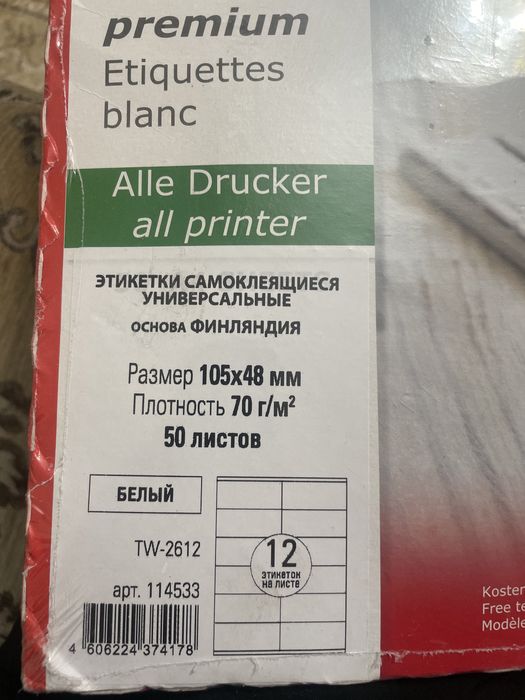 premium
Etiquettes
blanc
Alle Drucker
all printer
ЭТИКЕТКИ САМОКЛЕЯЩИЕСЯ
УНИВЕРСАЛЬНЫЕ
ОСНОВА ФИНЛЯНДИЯ
Размер 105х48 мм
Плотность 70 г/м²
50 листов
БЕЛЫЙ
TW-2612
арт. 114533
12
этикеток
на листе
4 606224 374178
Koster
Free te
Modèle